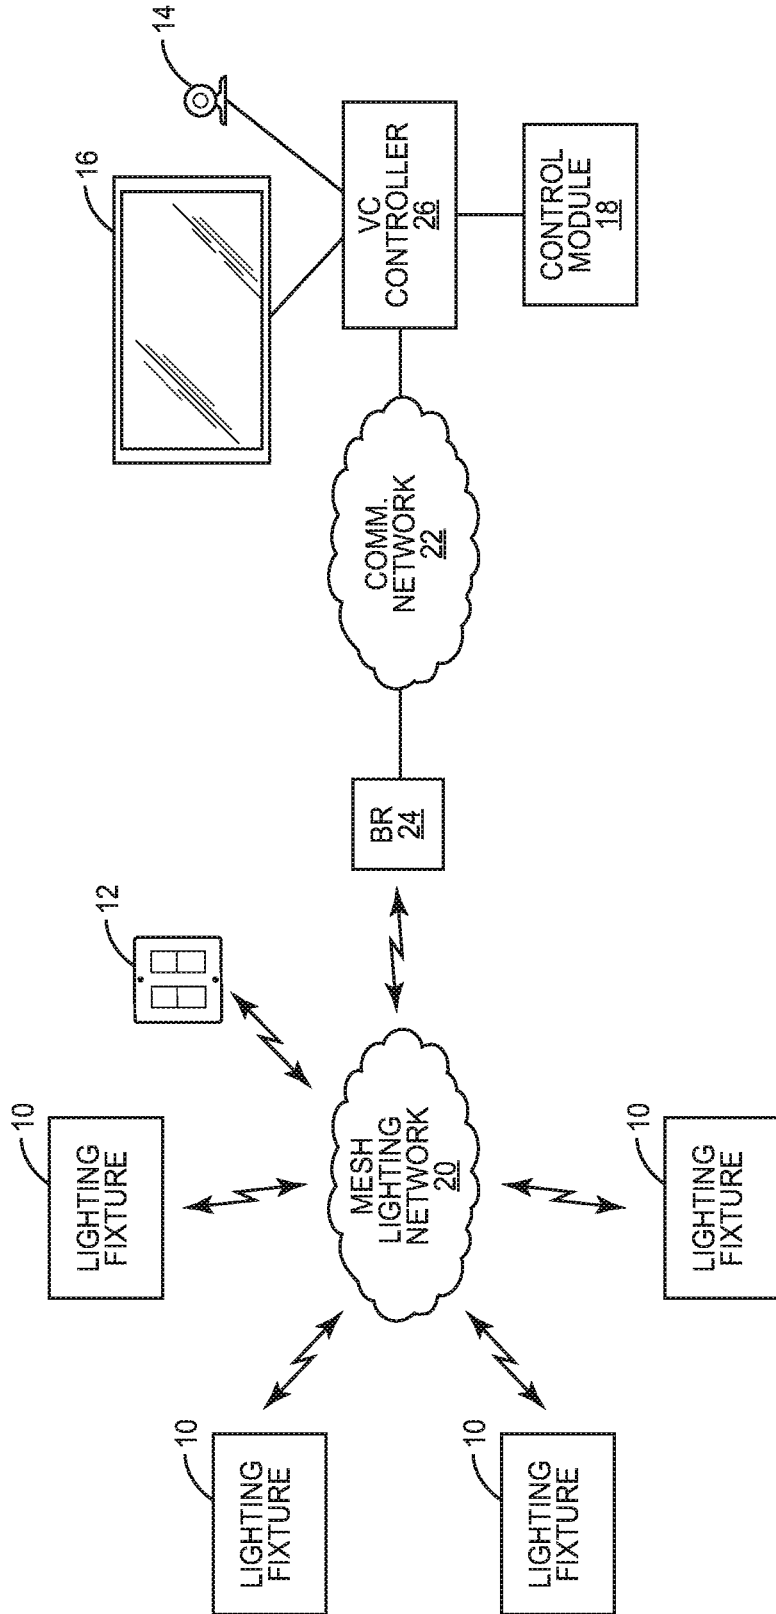 10
LIGHTING
FIXTURE
10
LIGHTING
FIXTURE
10
LIGHTING
FIXTURE
10
LIGHTING
FIXTURE
MESH
LIGHTING
NETWORK
20
12
BR
24
COMM.
NETWORK
22
16
14
VC
CONTROLLER
26
CONTROL
MODULE
18